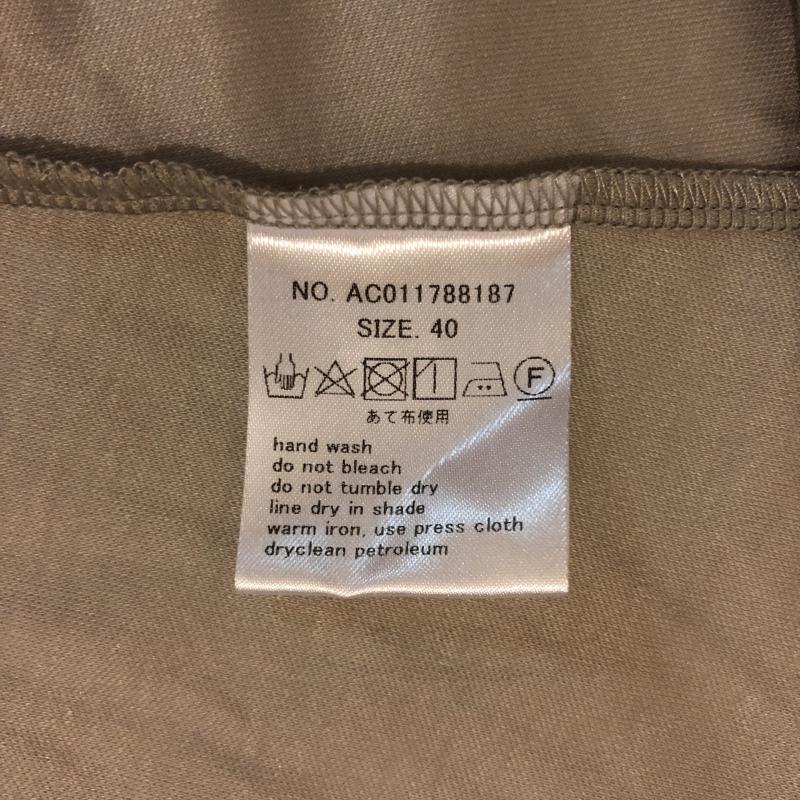 NO. AC011788187
SIZE. 40
F
あて布使用
hand wash
do not bleach
do not tumble dry
line dry in shade
warm iron, use press cloth
dryclean petroleum